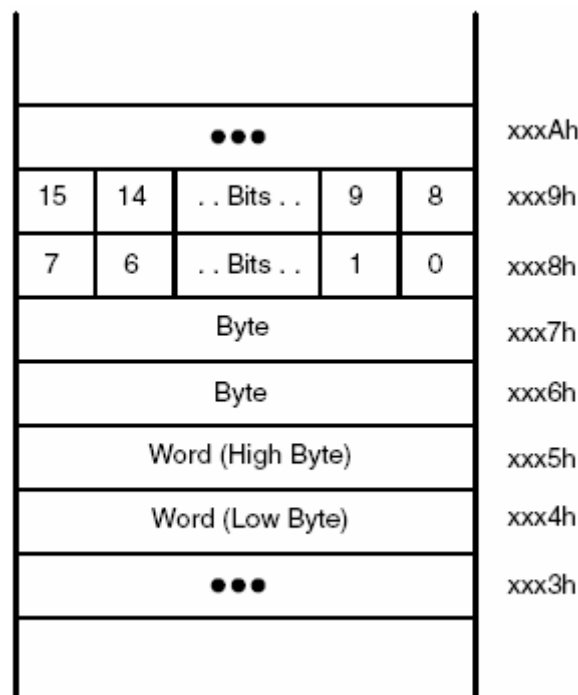 ••• xxxAh
15 14 . . Bits . . 9 8 xxx9h
7 6 . . Bits . . 1 0 xxx8h
Byte xxx7h
Byte xxx6h
Word (High Byte) xxx5h
Word (Low Byte) xxx4h
••• xxx3h